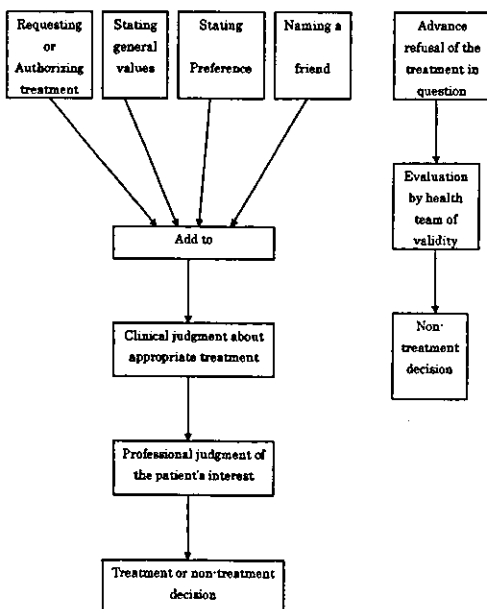 Requesting
or
Authorizing
treatment
Stating
general
values
Stating
Preference
Naming a
friend
Advance
refusal of the
treatment in
question
Evaluation
by health
team of
validity
Add to
Non-
treatment
decision
Clinical judgment about
appropriate treatment
Professional judgment of
the patient's interest
Treatment or non-treatment
decision